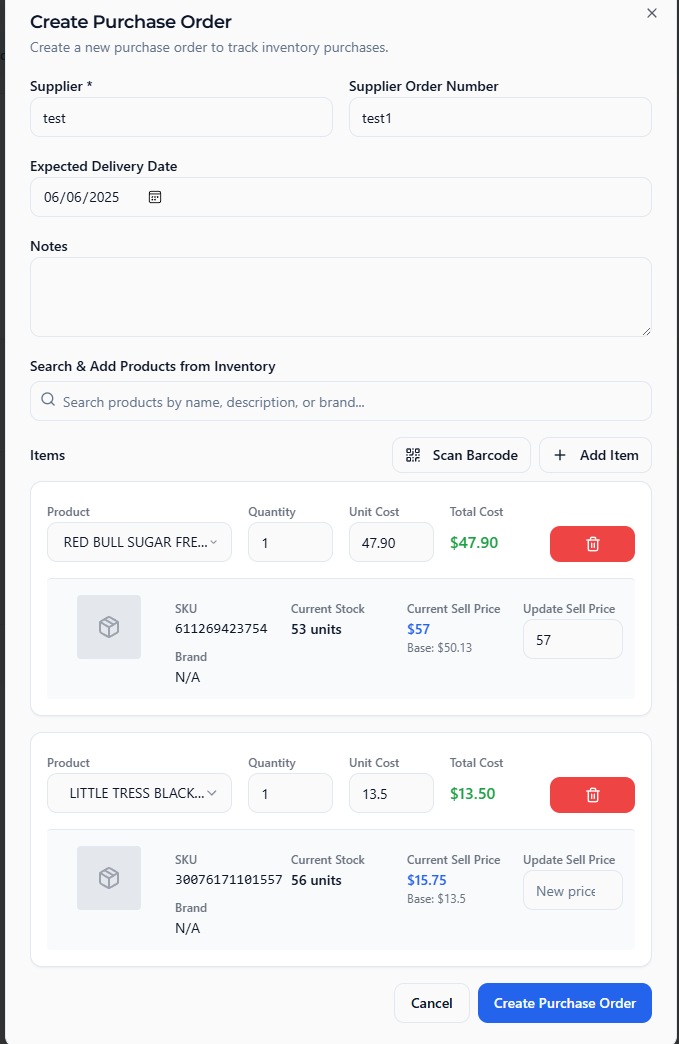 Create Purchase Order
Create a new purchase order to track inventory purchases.
Supplier * Supplier Order Number
test test1
Expected Delivery Date
06/06/2025
Notes
Search & Add Products from Inventory
Search products by name, description, or brand...
Items Scan Barcode Add Item
Product Quantity Unit Cost Total Cost
RED BULL SUGAR FRE... 1 47.90 $47.90
SKU Current Stock Current Sell Price Update Sell Price
611269423754 53 units $57 57
Base: $50.13
Brand
N/A
Product Quantity Unit Cost Total Cost
LITTLE TRESS BLACK... 1 13.5 $13.50
SKU Current Stock Current Sell Price Update Sell Price
30076171101557 56 units $15.75 New price
Base: $13.5
Brand
N/A
Cancel Create Purchase Order